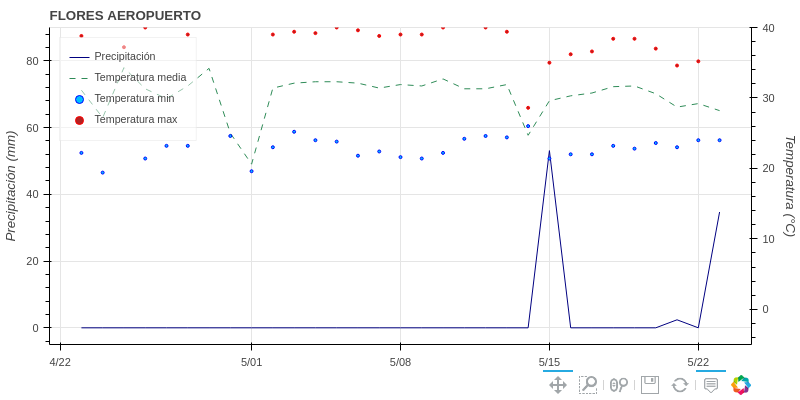 FLORES AEROPUERTO
Precipitación
Temperatura media
Temperatura min
Temperatura max
Precipitación (mm)
80
60
40
20
0
Temperatura (°C)
40
30
20
10
0
4/22
5/01
5/08
5/15
5/22